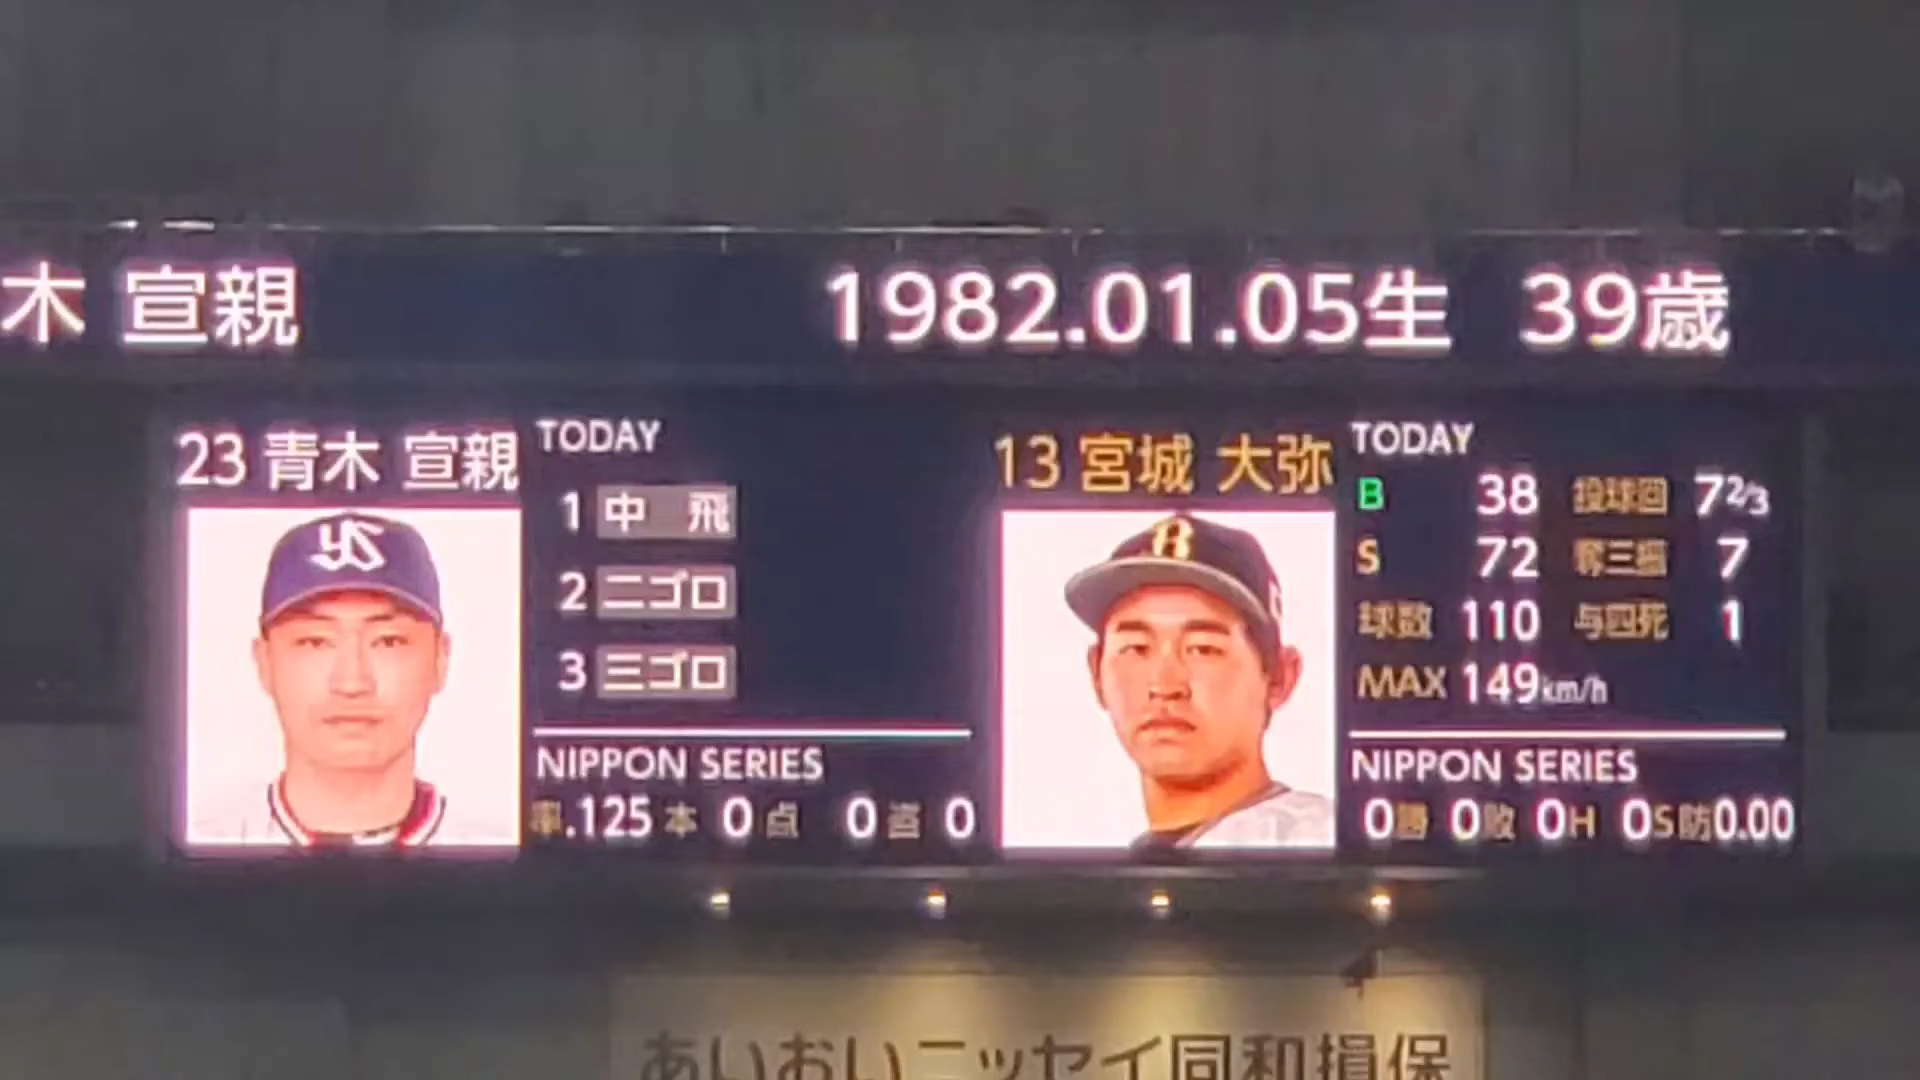 木 宣親 1982.01.05生 39歳
23 青木 宣親
TODAY
1 中 飛
2 二ゴロ
3 三ゴロ
NIPPON SERIES
率.125 本 0 点 0 盗 0
13 宮城 大弥
TODAY
B 38 投球回 7 2/3
S 72 奪三振 7
球数 110 与四死 1
MAX 149km/h
NIPPON SERIES
0勝 0敗 0H 0S 防0.00
あいおいニッセイ同和損保